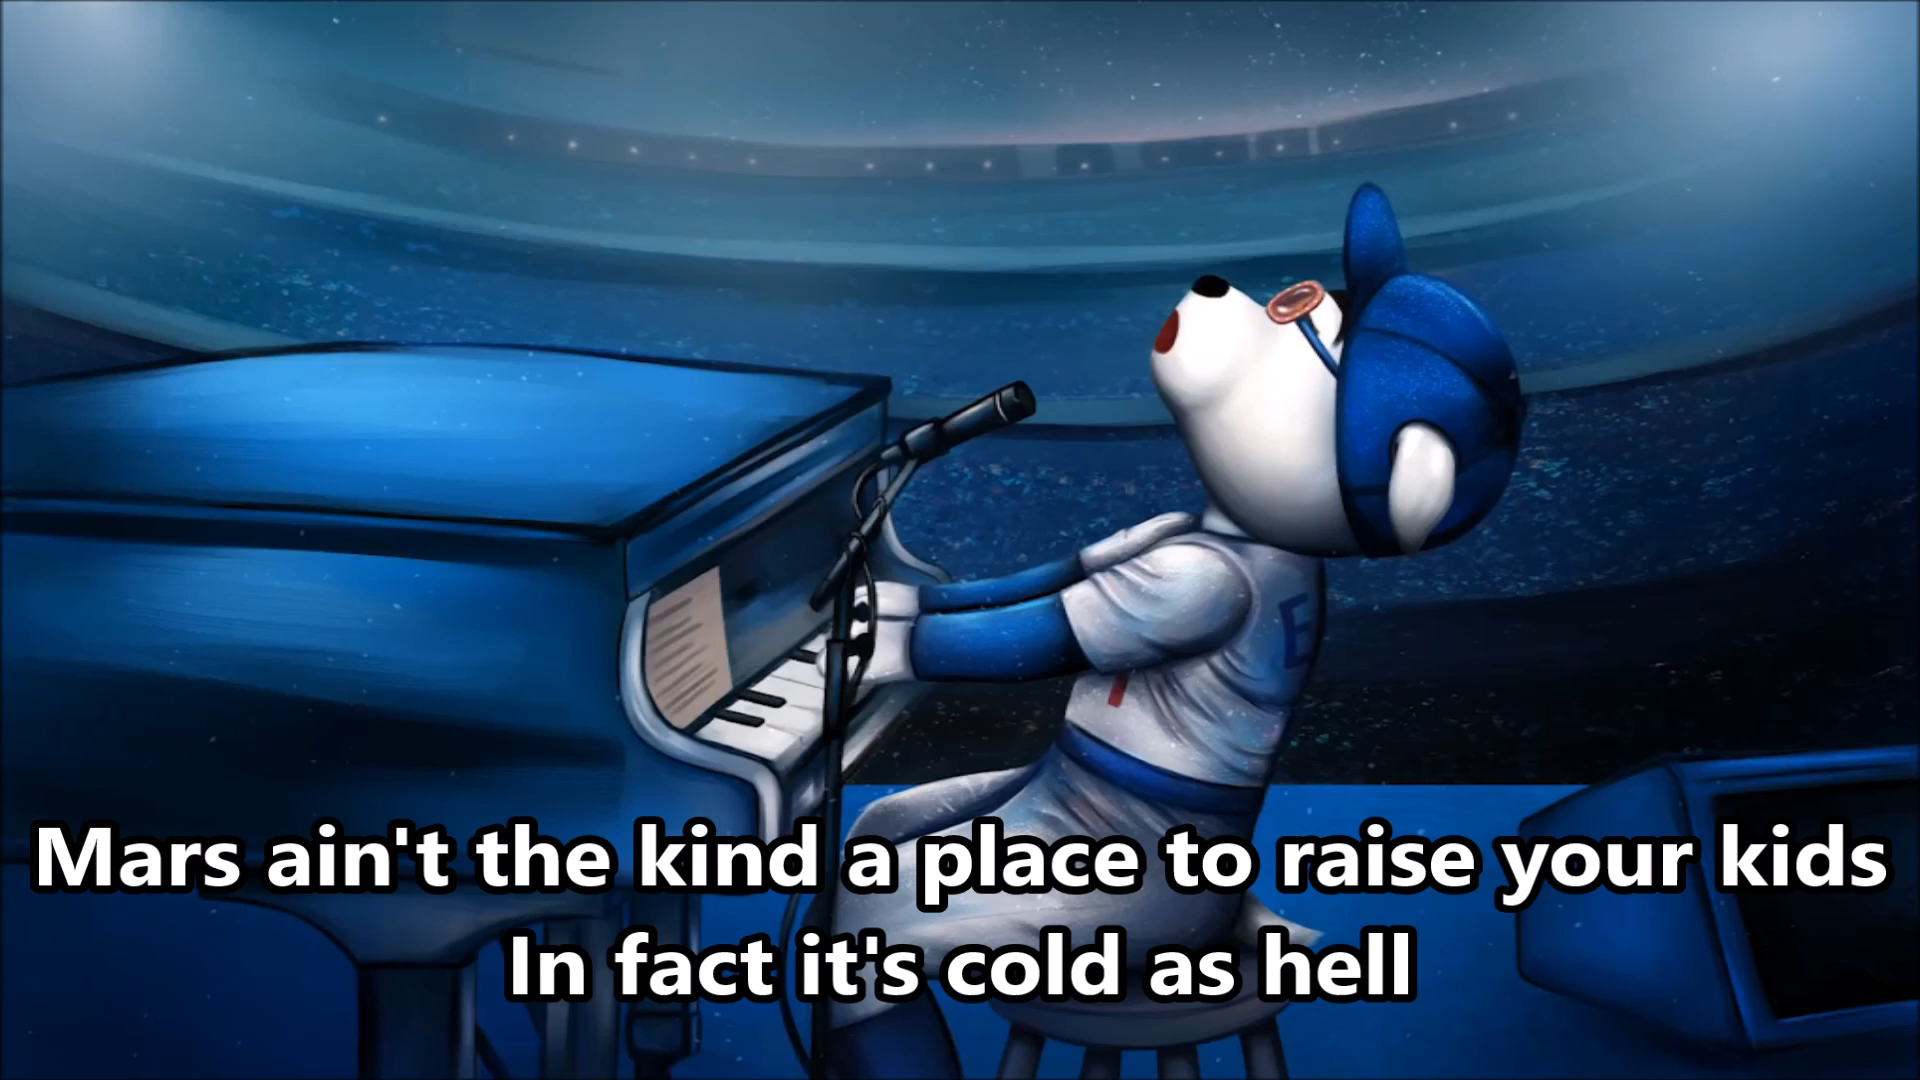 E
Mars ain't the kind a place to raise your kids
In fact it's cold as hell